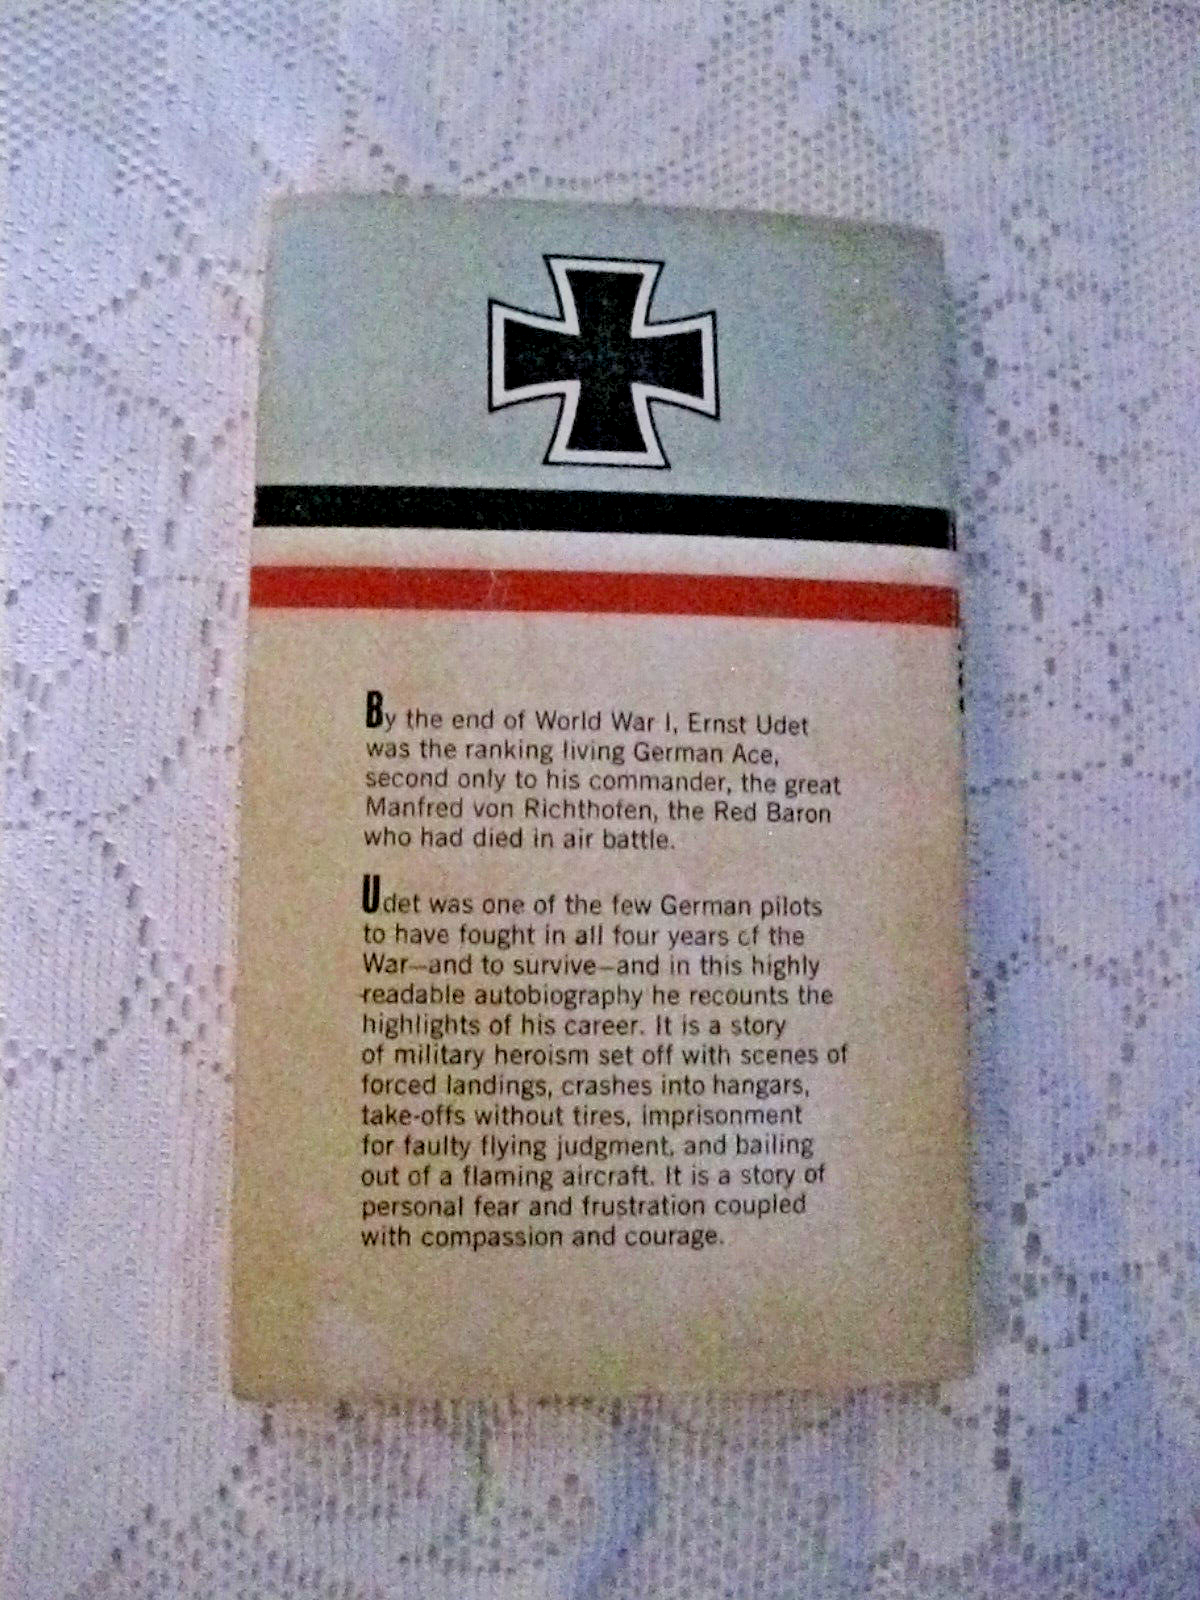 By the end of World War I, Ernst Udet
was the ranking living German Ace,
second only to his commander, the great
Manfred von Richthofen, the Red Baron
who had died in air battle.
Udet was one of the few German pilots
to have fought in all four years of the
War—and to survive—and in this highly
readable autobiography he recounts the
highlights of his career. It is a story
of military heroism set off with scenes of
forced landings, crashes into hangars,
take-offs without tires, imprisonment
for faulty flying judgment, and bailing
out of a flaming aircraft. It is a story of
personal fear and frustration coupled
with compassion and courage.